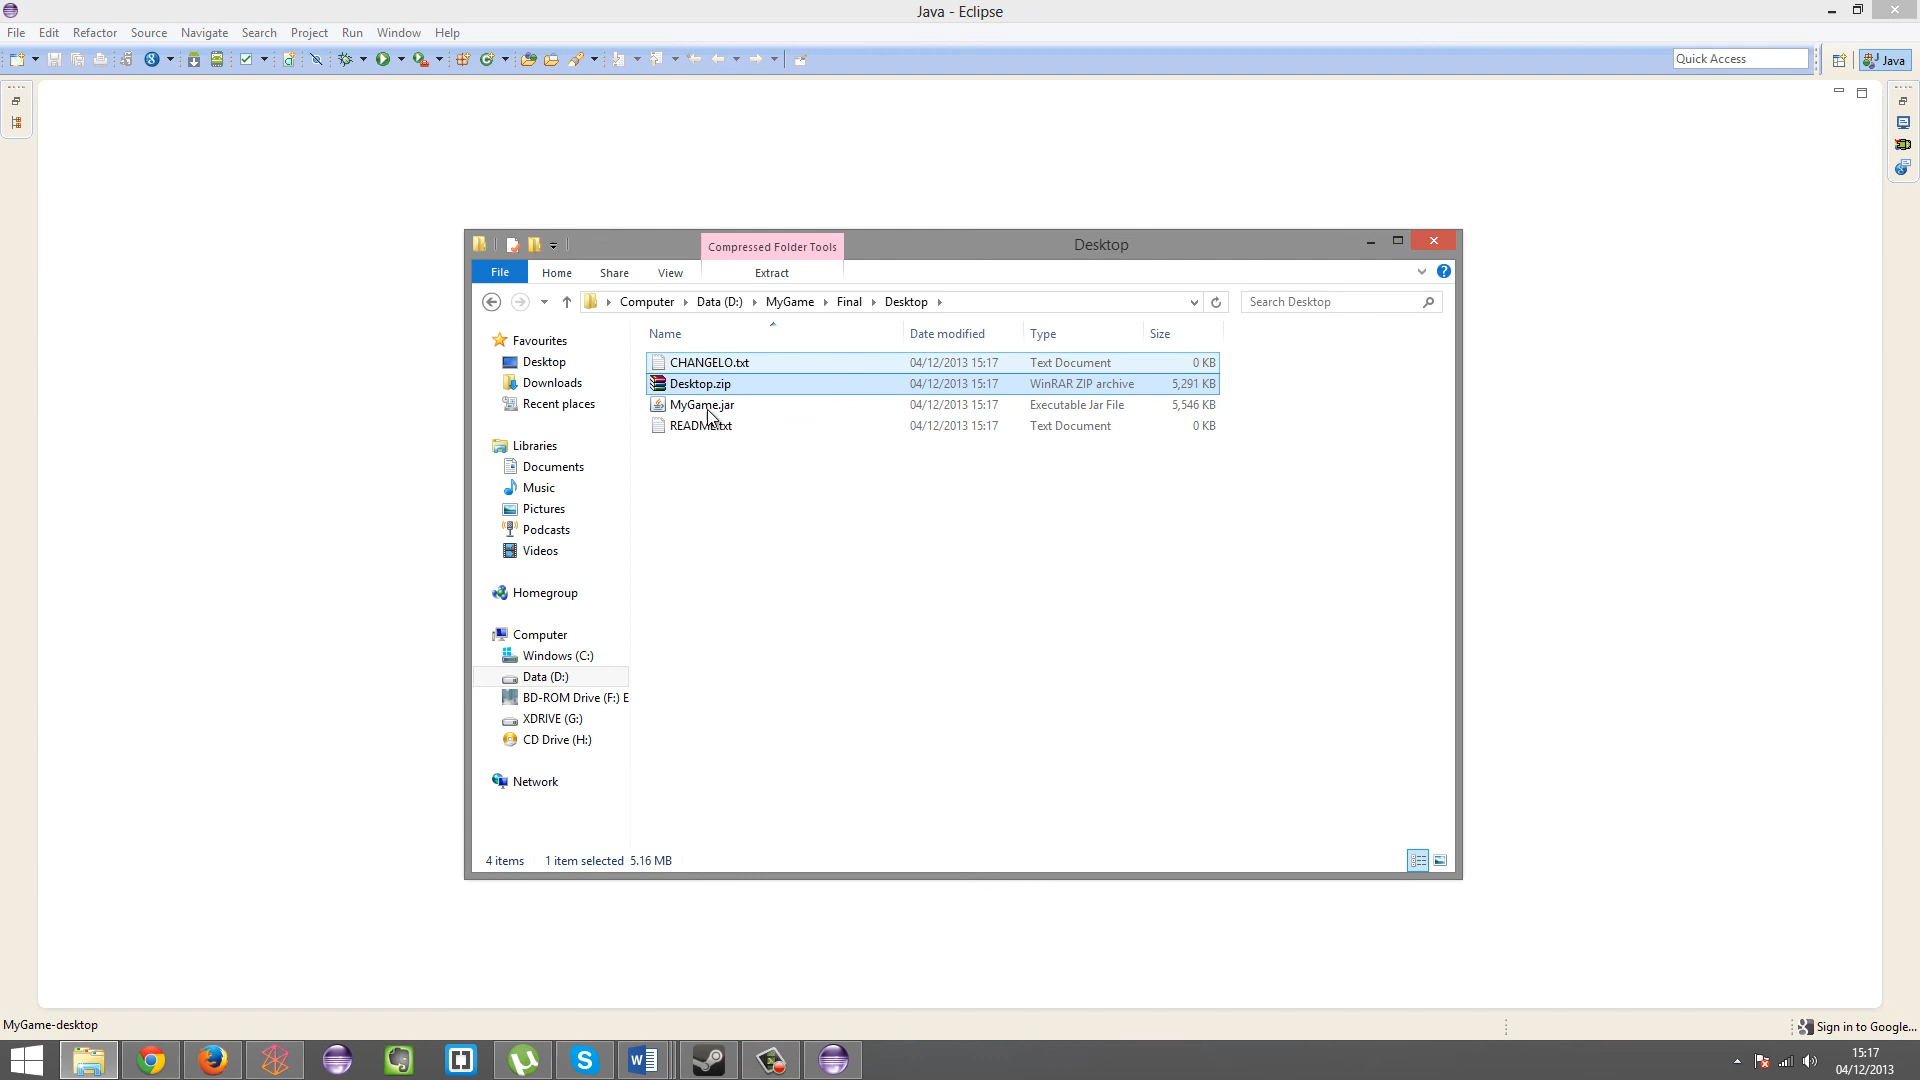 Java - Eclipse
File Edit Refactor Source Navigate Search Project Run Window Help
Quick Access
Java
Compressed Folder Tools
Desktop
File Home Share View Extract
Computer Data (D:) MyGame Final Desktop
Search Desktop
Name Date modified Type Size
Favourites
Desktop
Downloads
Recent places
Libraries
Documents
Music
Pictures
Podcasts
Videos
Homegroup
Computer
Windows (C:)
Data (D:)
BD-ROM Drive (F:) E
XDRIVE (G:)
CD Drive (H:)
Network
CHANGELO.txt 04/12/2013 15:17 Text Document 0 KB
Desktop.zip 04/12/2013 15:17 WinRAR ZIP archive 5,291 KB
MyGame.jar 04/12/2013 15:17 Executable Jar File 5,546 KB
README.txt 04/12/2013 15:17 Text Document 0 KB
4 items 1 item selected 5.16 MB
MyGame-desktop
Sign in to Google...
15:17
04/12/2013